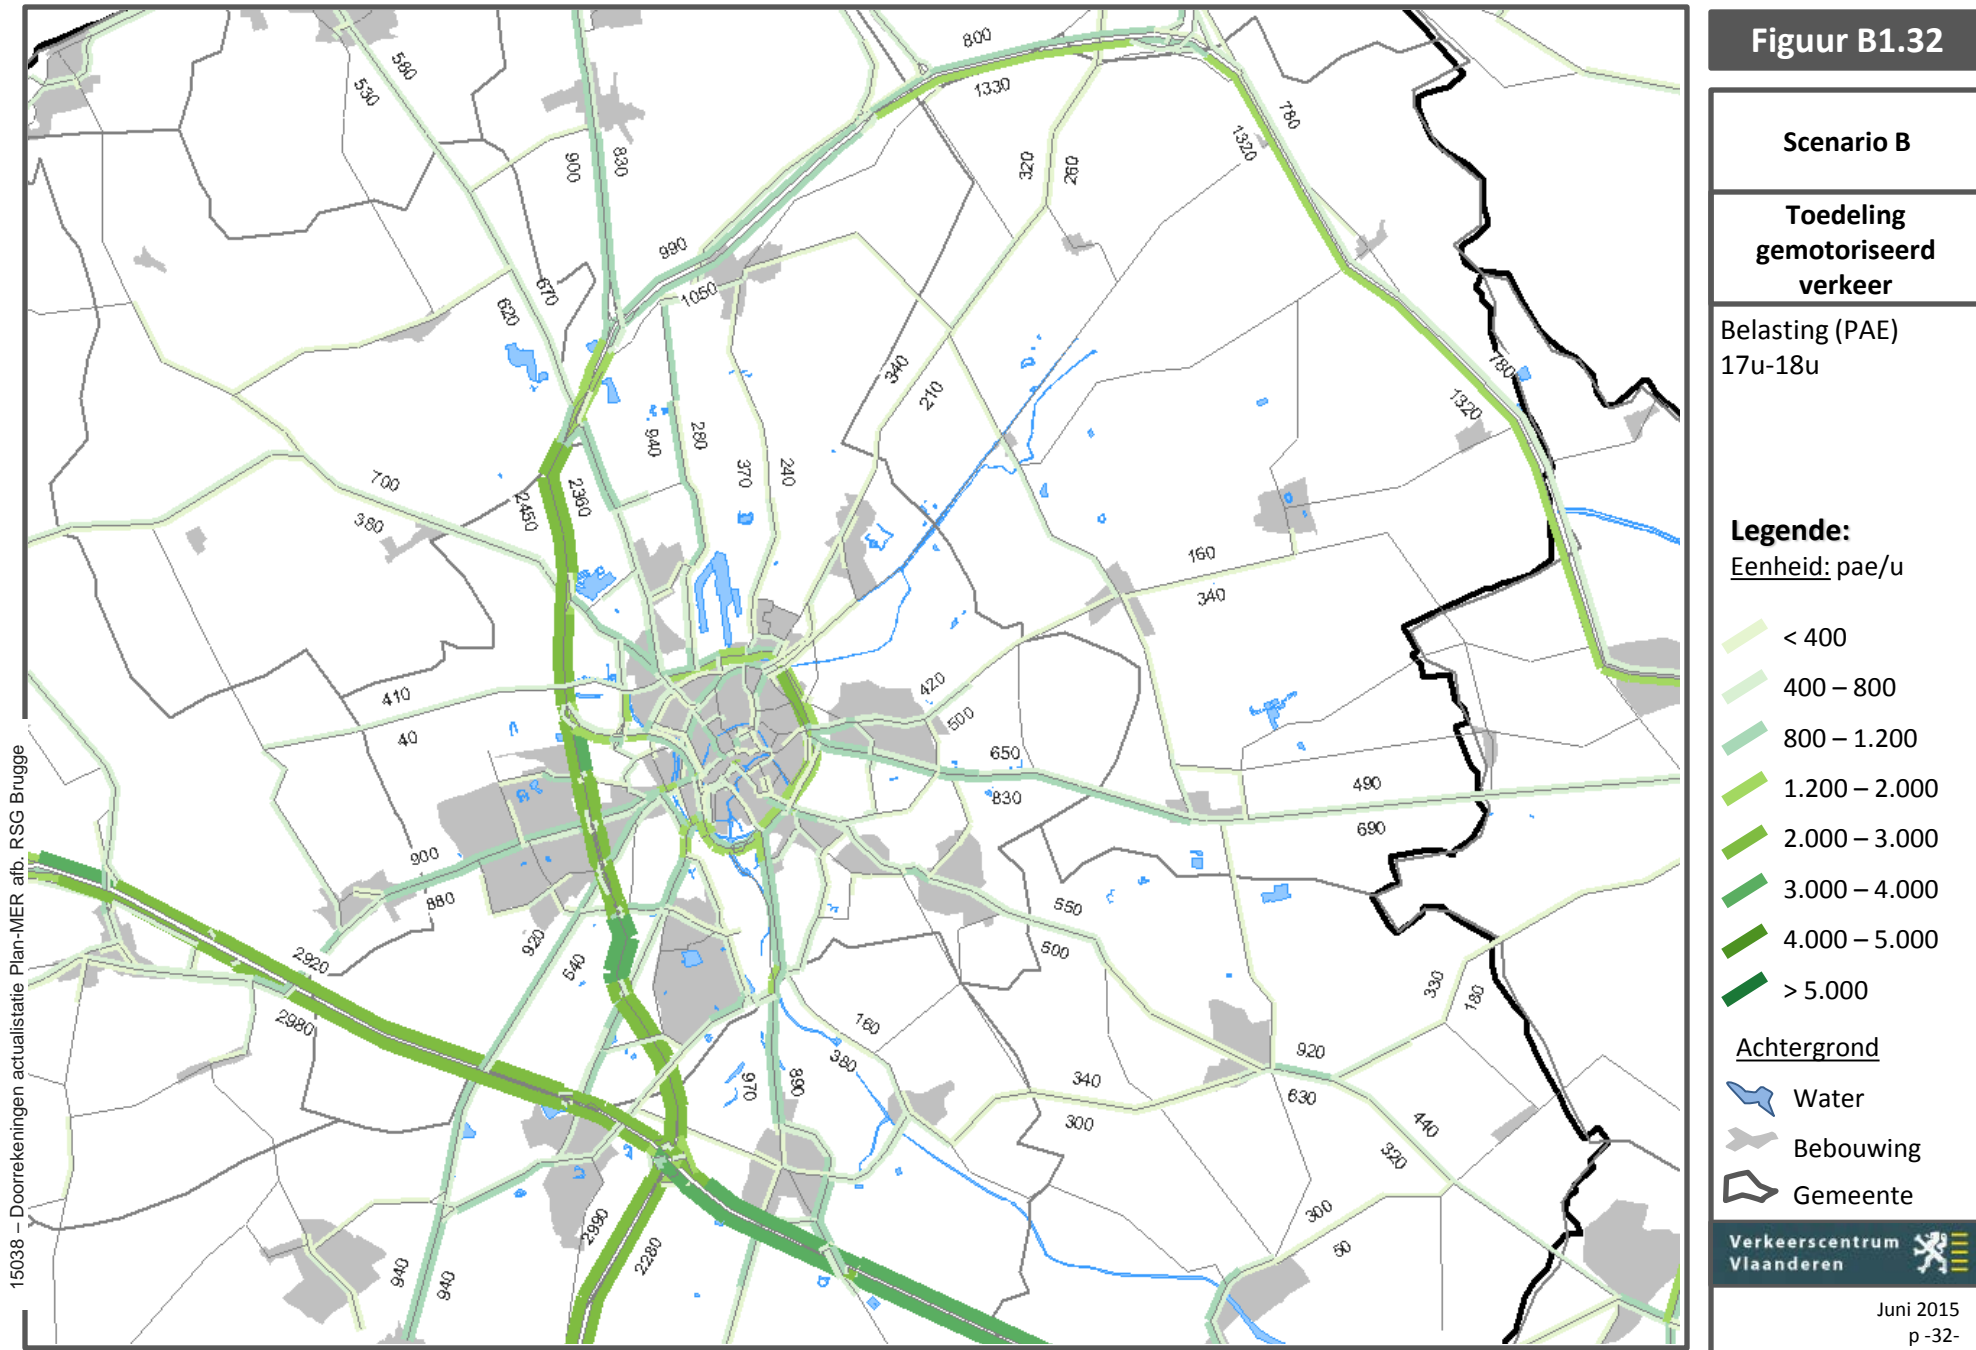 Figuur B1.32
Scenario B
Toedeling
gemotoriseerd
verkeer
Belasting (PAE)
17u-18u
Legende:
Eenheid: pae/u
< 400
400 – 800
800 – 1.200
1.200 – 2.000
2.000 – 3.000
3.000 – 4.000
4.000 – 5.000
> 5.000
Achtergrond
Water
Bebouwing
Gemeente
Verkeerscentrum
Vlaanderen
Juni 2015
p -32-
15038 – Doorrekeningen actualistatie Plan-MER afb. RSG Brugge
560
530
900
830
800
1330
780
1320
320
260
990
1050
670
620
340
210
780
1320
940
280
370
240
700
380
2450
2360
160
340
410
40
420
500
650
830
490
690
900
880
920
540
550
500
330
180
2920
2980
160
380
970
890
340
300
920
630
440
320
300
50
2990
2280
940
940